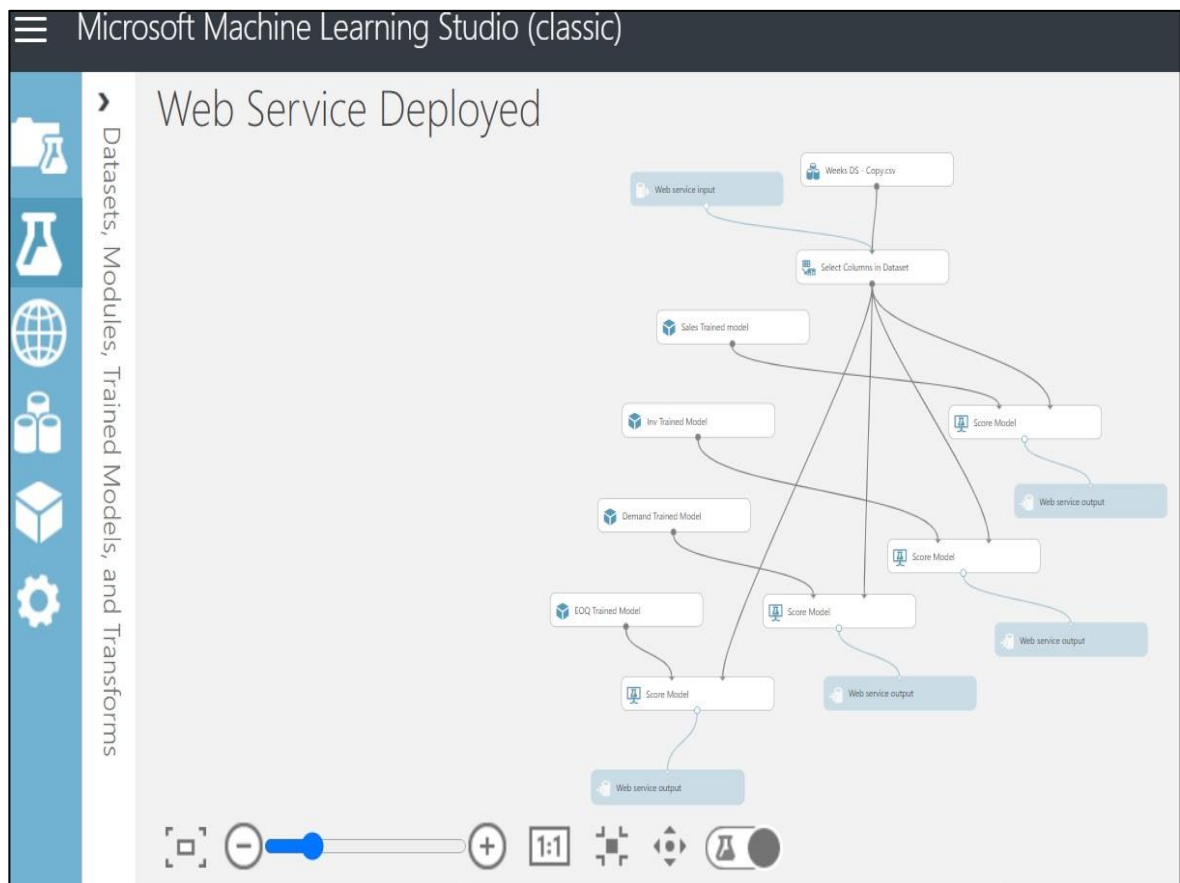 Microsoft Machine Learning Studio (classic)
Datasets, Modules, Trained Models, and Transforms
Web Service Deployed
Weeks DS - Copy.csv
Web service input
Select Columns in Dataset
Sales Trained model
Inv Trained Model
Score Model
Web service output
Demand Trained Model
Score Model
EOQ Trained Model
Score Model
Web service output
Score Model
Web service output
Web service output
1:1